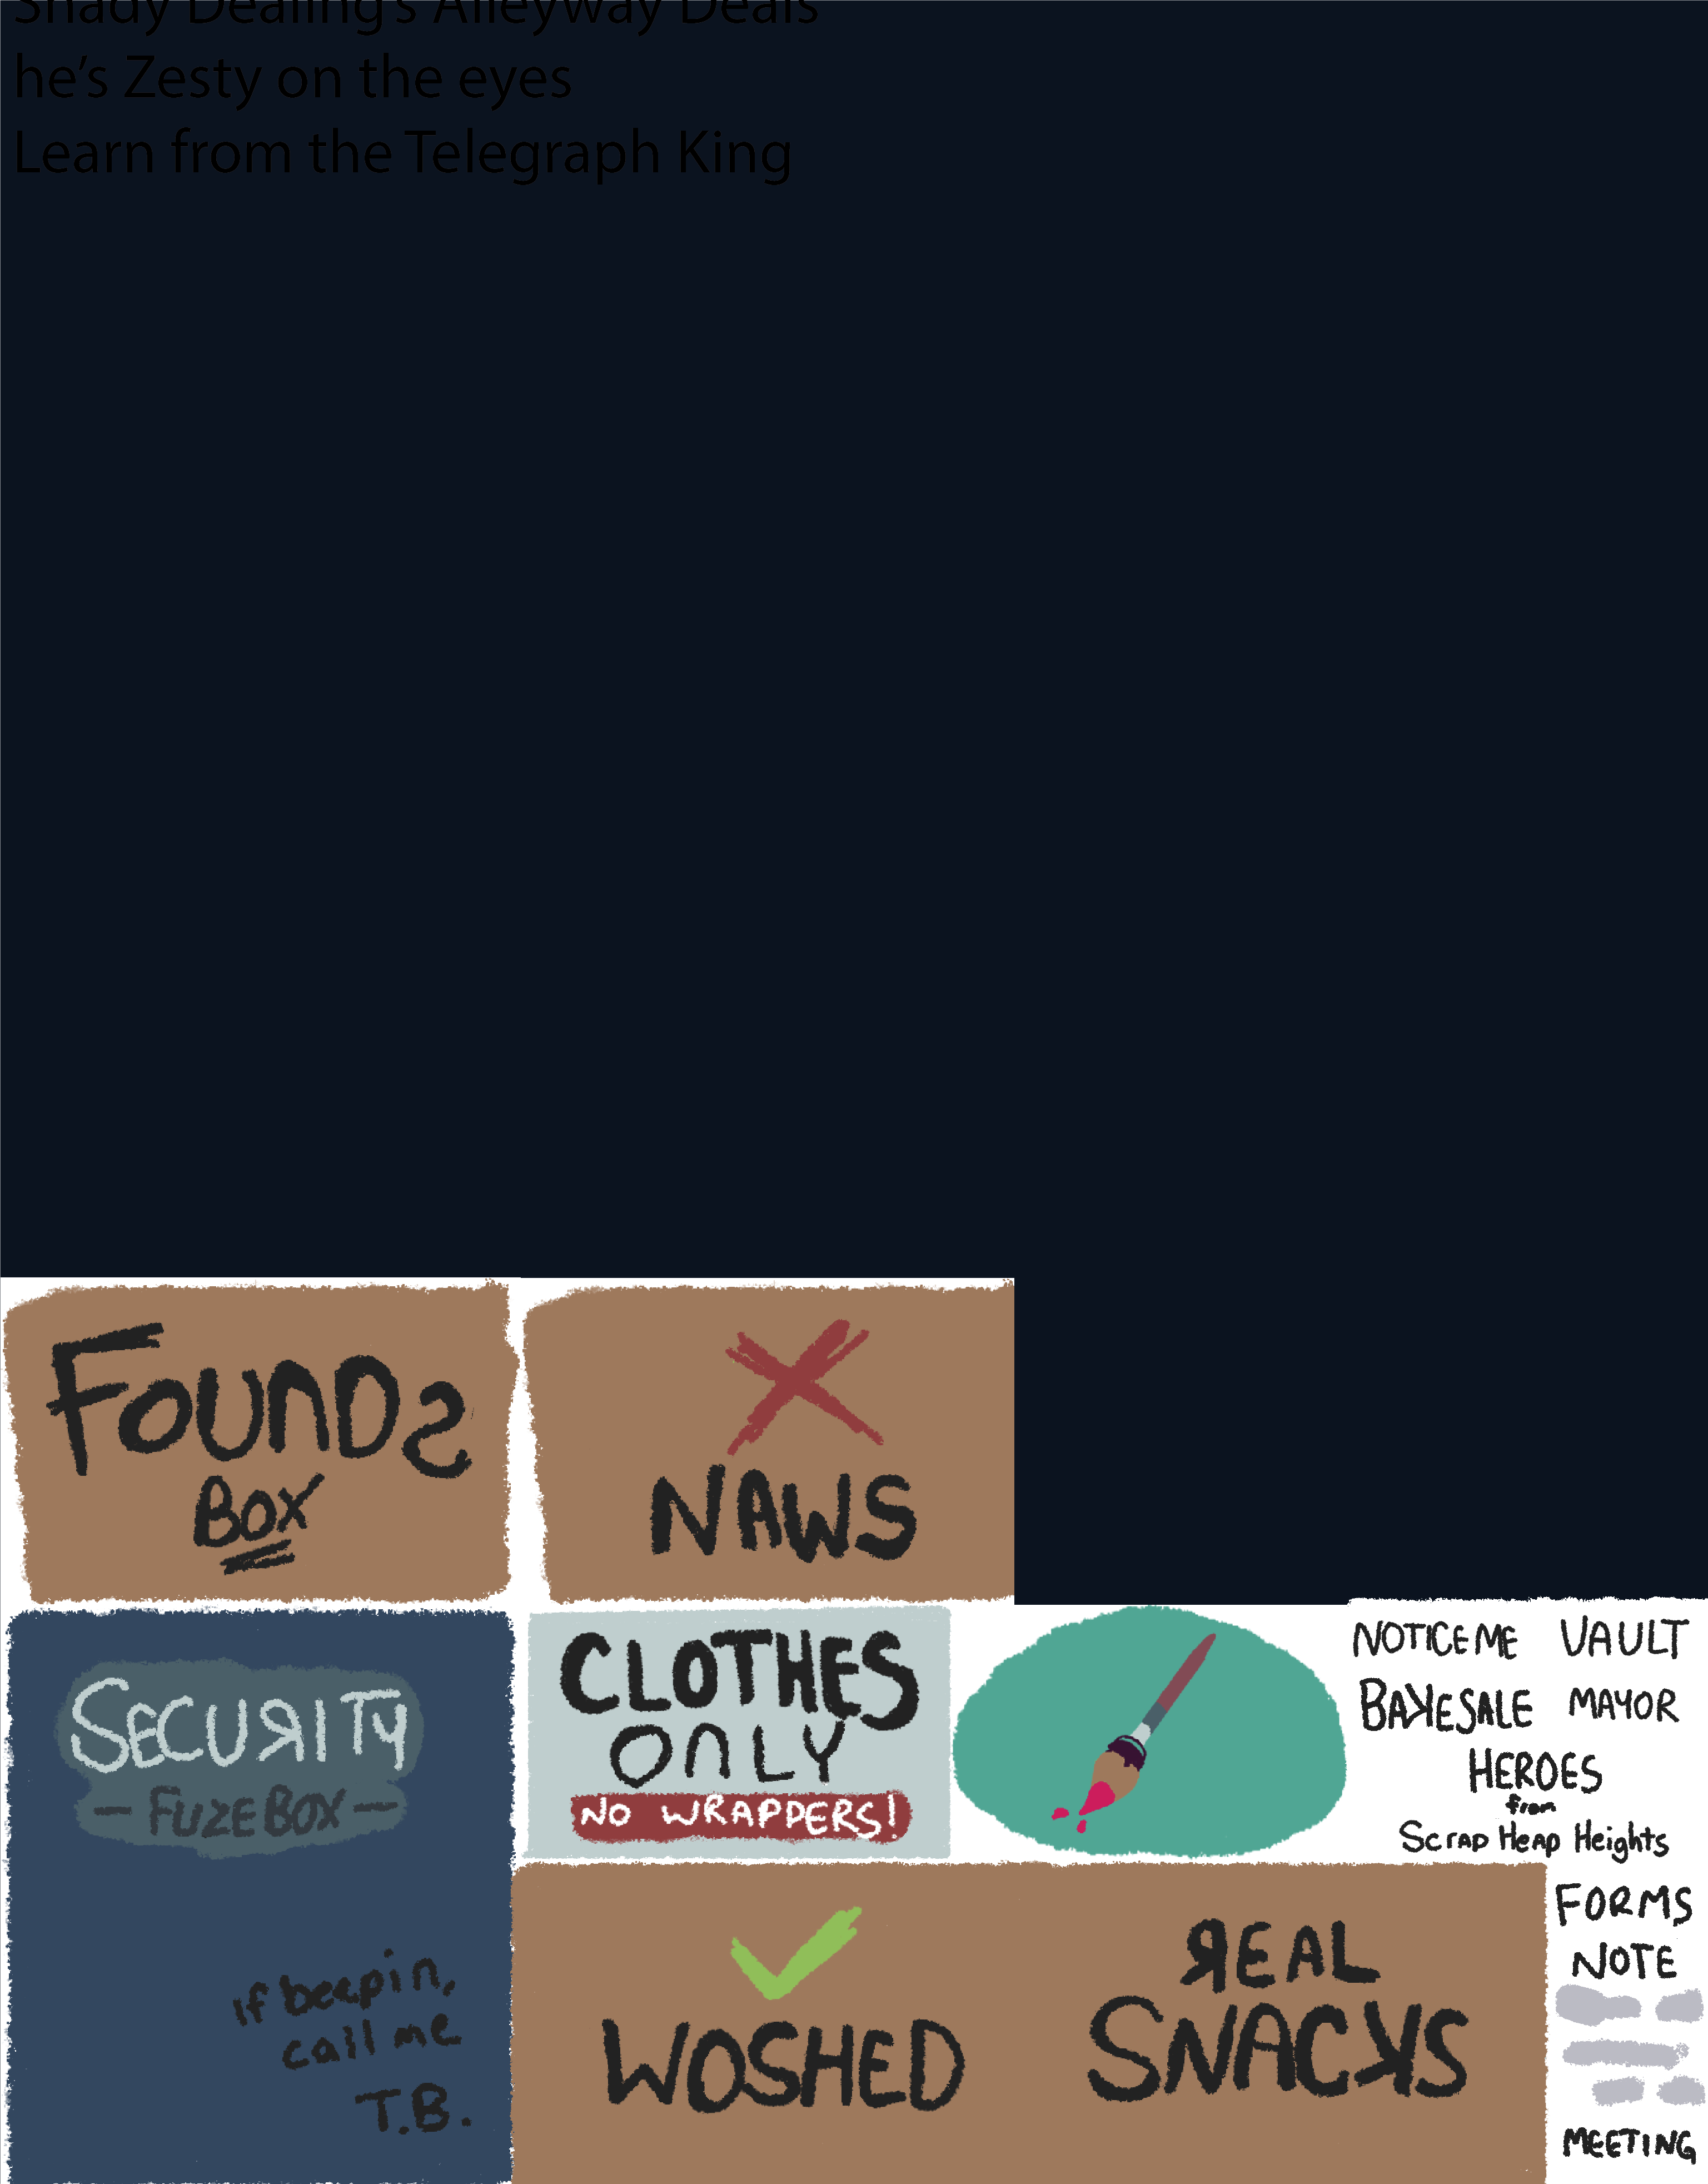 Shady Dealing's Alleyway Deals
he's Zesty on the eyes
Learn from the Telegraph King
FOUNDS
BOX
NAWS
SECURITY
- FUZEBOX -
if beepin,
call me
T.B.
CLOTHES
ONLY
NO WRAPPERS!
NOTICE ME VAULT
BAKESALE MAYOR
HEROES
from
Scrap Heap Heights
FORMS
NOTE
MEETING
WOSHED
REAL
SNACKS